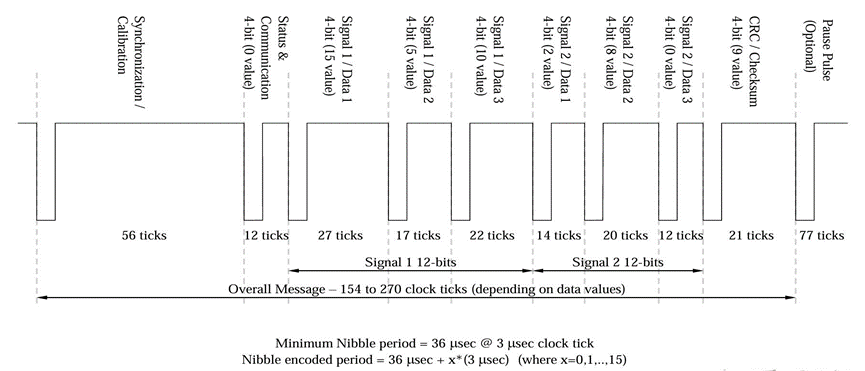 Synchronization /
Calibration
Status &
Communication
4-bit (0 value)
Signal 1 / Data 1
4-bit (15 value)
Signal 1 / Data 2
4-bit (5 value)
Signal 1 / Data 3
4-bit (10 value)
Signal 2 / Data 1
4-bit (2 value)
Signal 2 / Data 2
4-bit (8 value)
Signal 2 / Data 3
4-bit (0 value)
CRC / Checksum
4-bit (9 value)
Pause Pulse
(Optional)
56 ticks 12 ticks 27 ticks 17 ticks 22 ticks 14 ticks 20 ticks 12 ticks 21 ticks 77 ticks
Signal 1 12-bits Signal 2 12-bits
Overall Message – 154 to 270 clock ticks (depending on data values)
Minimum Nibble period = 36 µsec @ 3 µsec clock tick
Nibble encoded period = 36 µsec + x*(3 µsec) (where x=0,1,..,15)